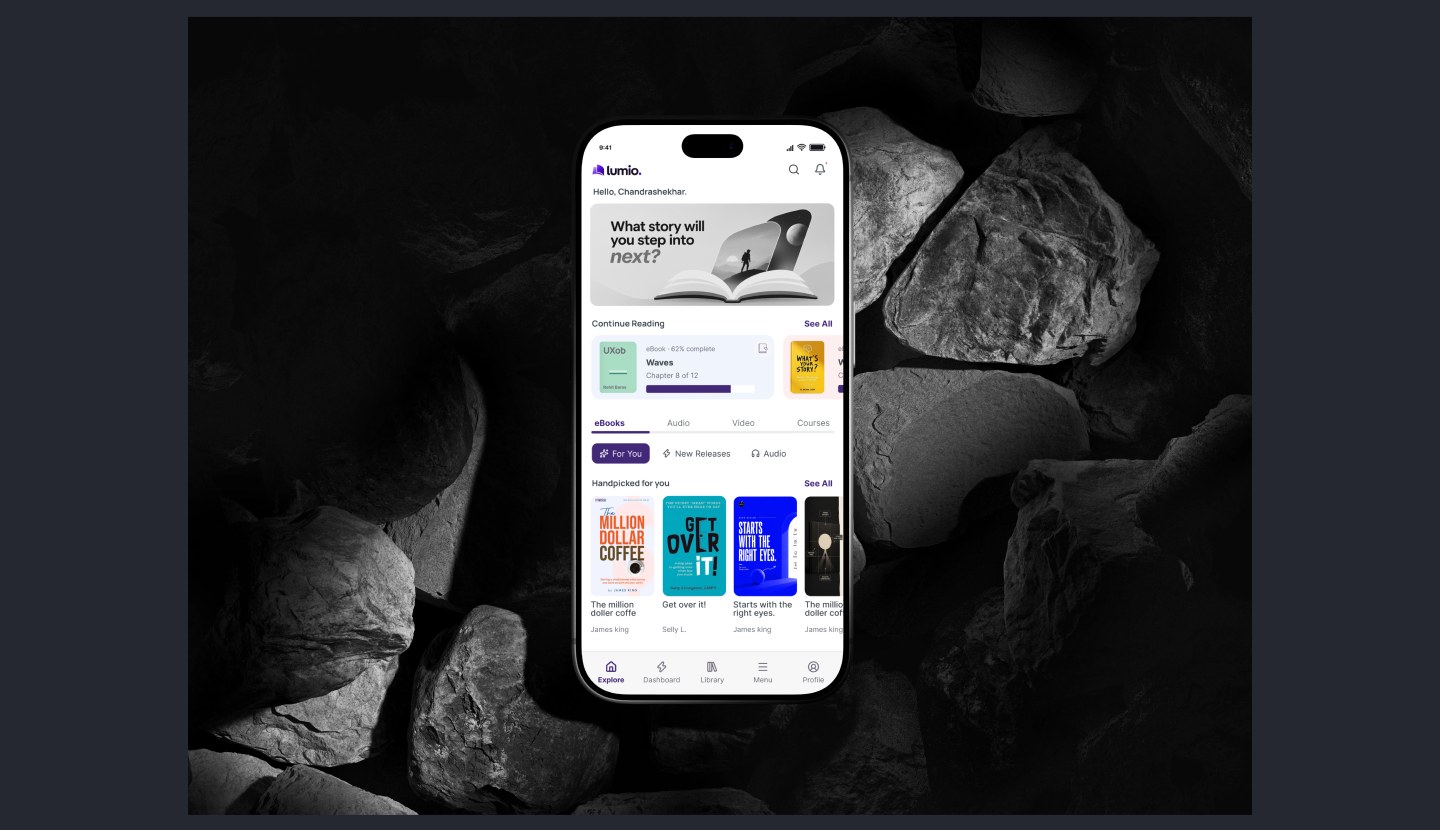 9:41
lumio.
Hello, Chandrashekhar.
What story will
you step into
next?
Continue Reading
See All
UXob
eBook - 62% complete
Waves
Chapter 8 of 12
WHAT'S
YOUR
STORY?
eBooks
Audio
Video
Courses
For You
New Releases
Audio
Handpicked for you
See All
The
MILLION
DOLLAR
COFFEE
JAMES KING
GET
OVER
IT!
STARTS
WITH THE
RIGHT EYES.
The million
doller coffe
James king
Get over it!
Selly L.
Starts with the
right eyes.
James king
The millio
doller cof
James king
Explore
Dashboard
Library
Menu
Profile